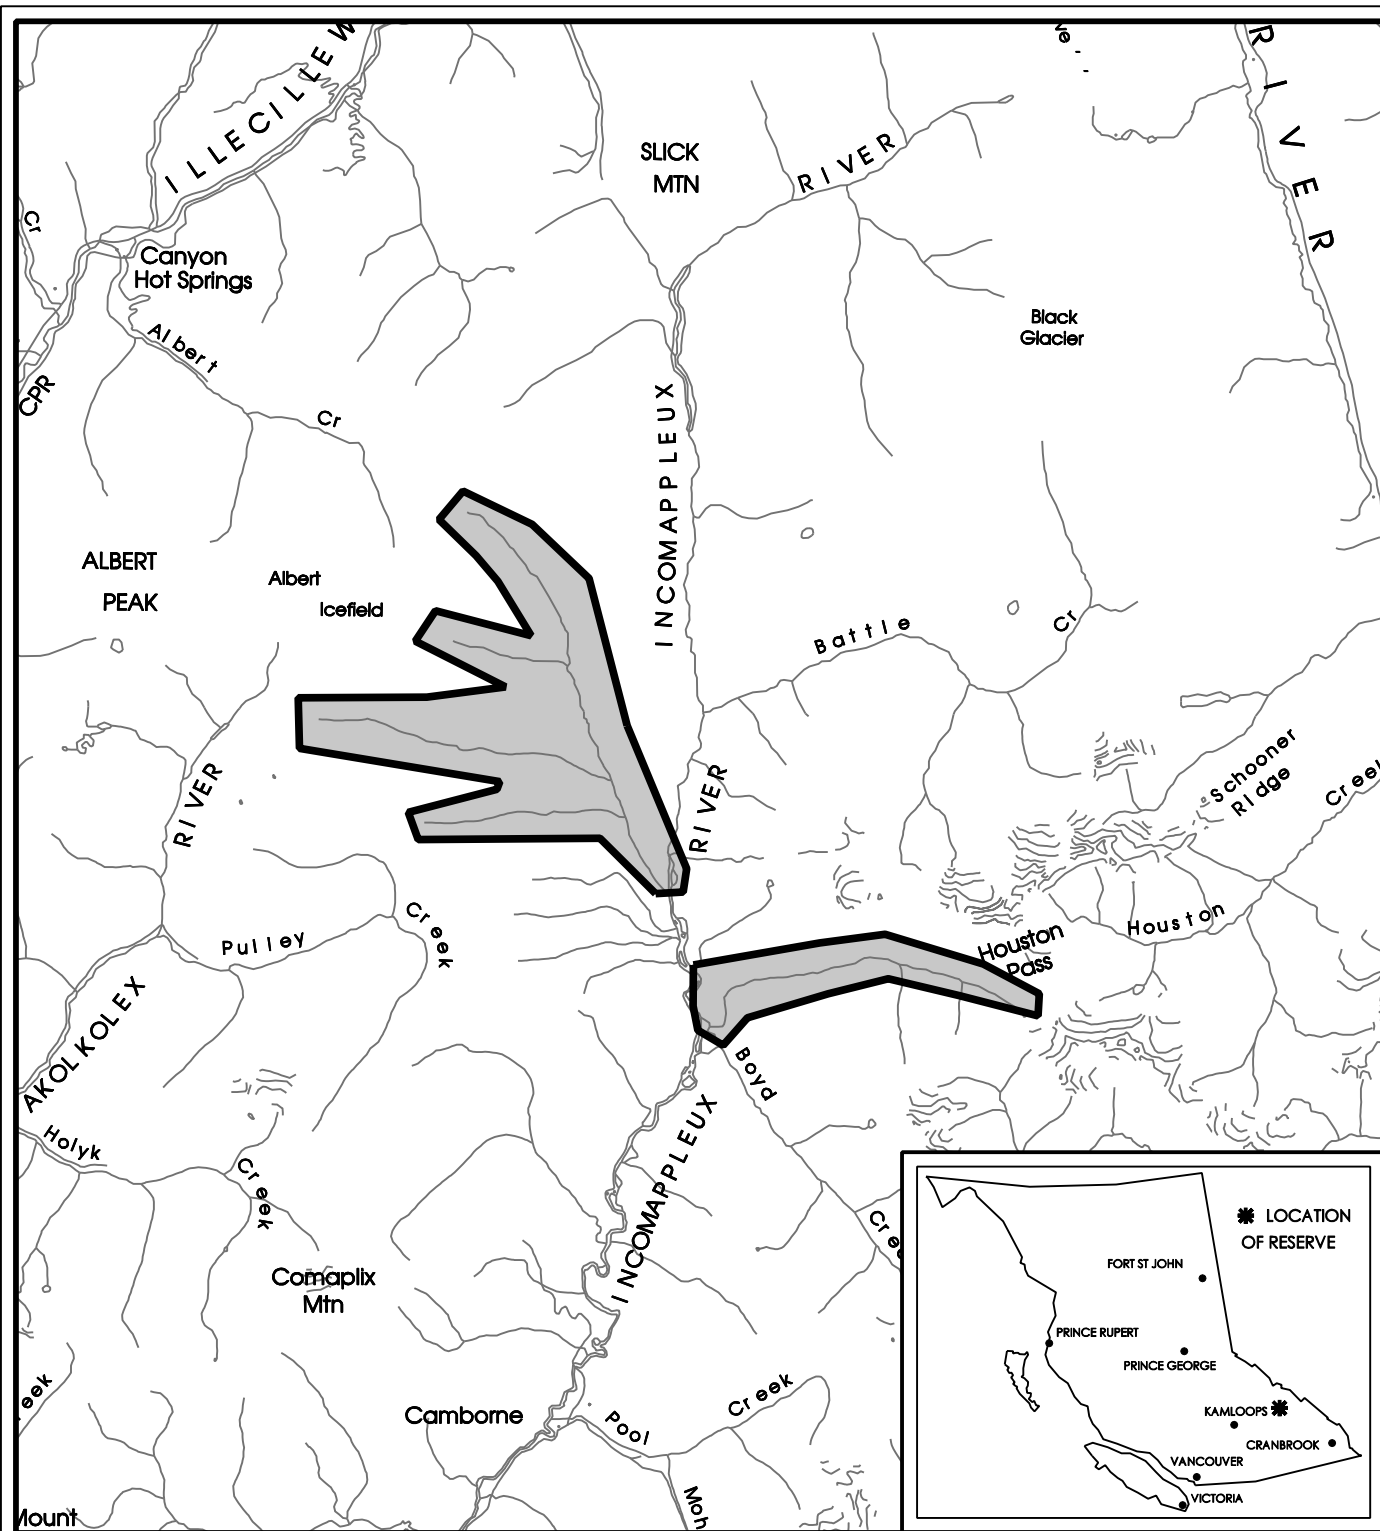 ILLECILLEW
RIVER
SLICK
MTN
RIVER
Cr
Canyon
Hot Springs
Black
Glacier
Albert
Cr
CPR
INCOMAPPLEUX
ALBERT
PEAK
Albert
Icefield
Battle
Cr
RIVER
RIVER
Schooner
RIdge
Creek
Pulley
Creek
Houston
Houston
Pass
AKOLKOLEX
Boyd
Holyk
Creek
INCOMAPPLEUX
Comaplix
Mtn
eek
Camborne
Pool
Creek
Moh
Mount
LOCATION
OF RESERVE
FORT ST JOHN
PRINCE RUPERT
PRINCE GEORGE
KAMLOOPS
CRANBROOK
VANCOUVER
VICTORIA